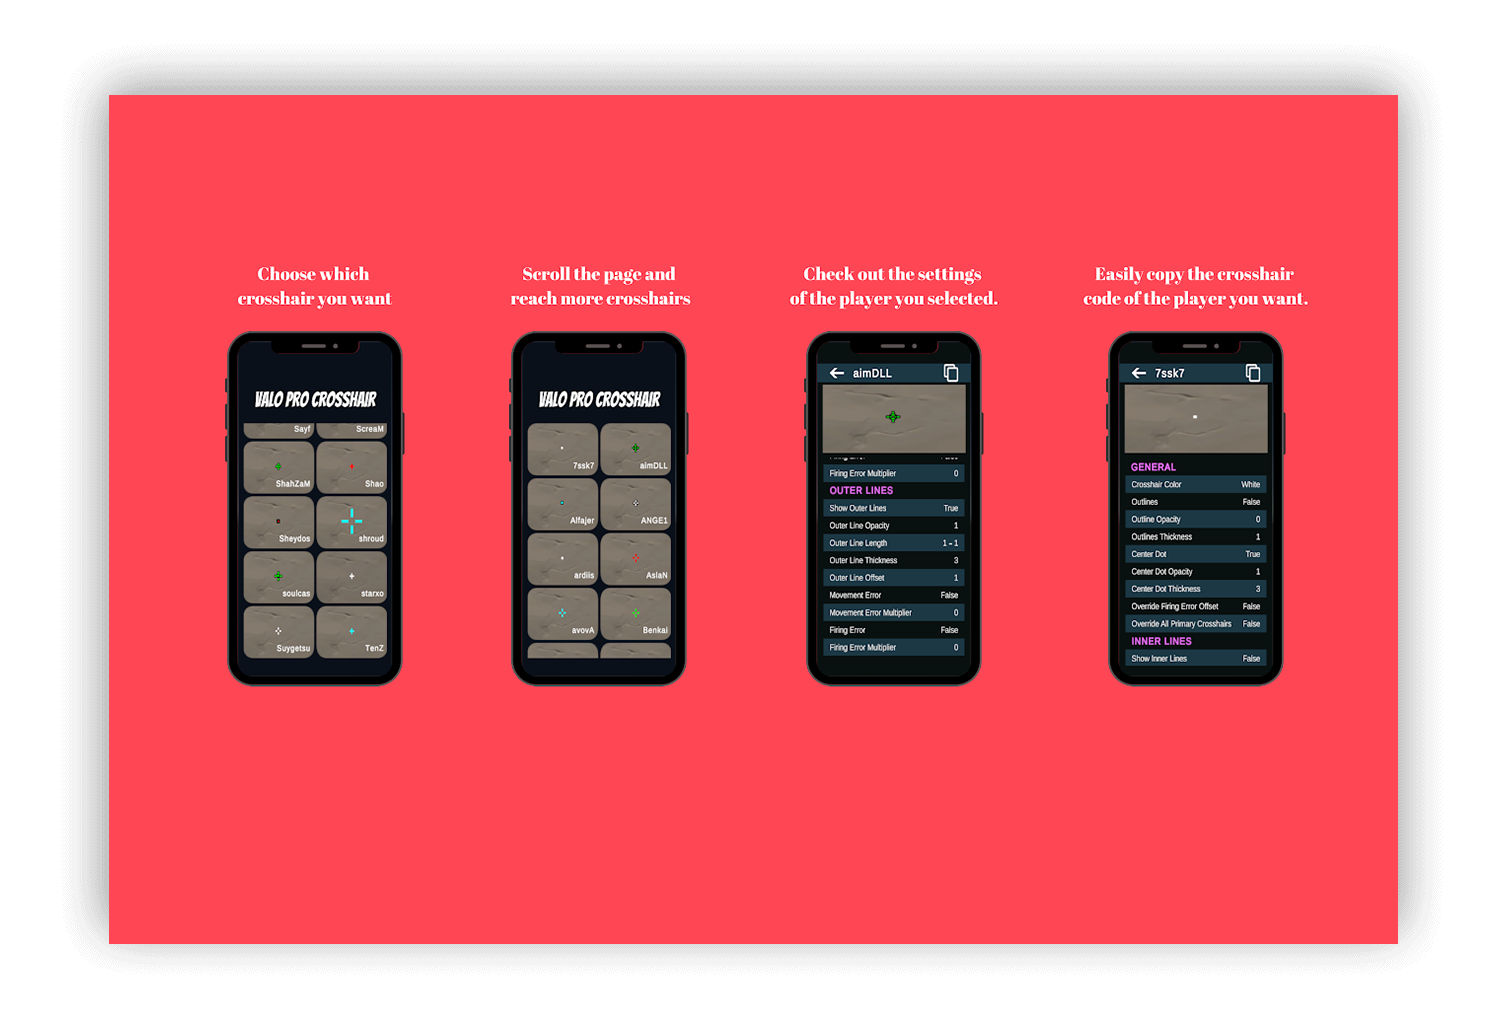 Choose which
crosshair you want
VALO PRO CROSSHAIR
Sayf
ScreaM
ShahZaM
Shao
Sheydos
shroud
soulcas
starxo
Suygetsu
TenZ
Scroll the page and
reach more crosshairs
VALO PRO CROSSHAIR
7ssk7
aimDLL
Alfajer
ANGE1
ardiis
AslaN
avovA
Benkai
Check out the settings
of the player you selected.
aimDLL
Firing Error Multiplier 0
OUTER LINES
Show Outer Lines True
Outer Line Opacity 1
Outer Line Length 1 - 1
Outer Line Thickness 3
Outer Line Offset 1
Movement Error False
Movement Error Multiplier 0
Firing Error False
Firing Error Multiplier 0
Easily copy the crosshair
code of the player you want.
7ssk7
GENERAL
Crosshair Color White
Outlines False
Outline Opacity 0
Outlines Thickness 1
Center Dot True
Center Dot Opacity 1
Center Dot Thickness 3
Override Firing Error Offset False
Override All Primary Crosshairs False
INNER LINES
Show Inner Lines False